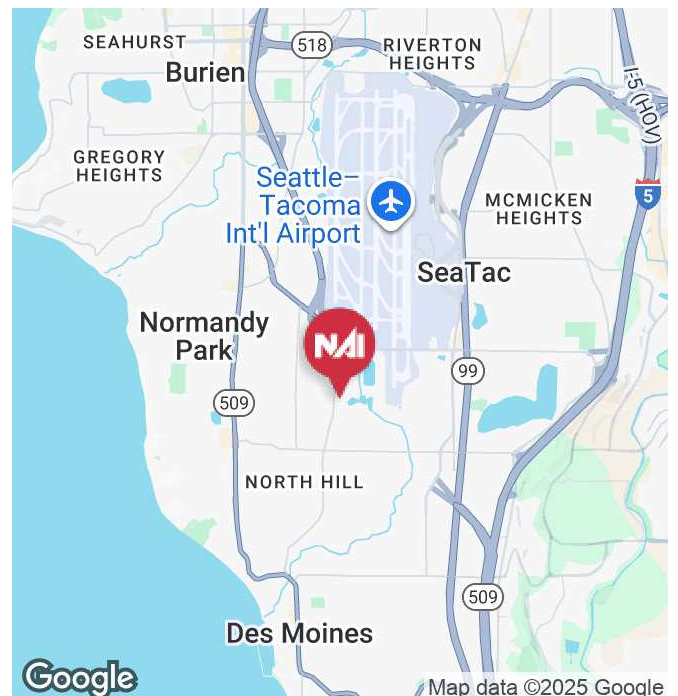 SEAHURST
518
RIVERTON
HEIGHTS
Burien
I-5 (HOV)
GREGORY
HEIGHTS
Seattle–
Tacoma
Int'l Airport
5
MCMICKEN
HEIGHTS
SeaTac
Normandy
Park
NAI
99
509
NORTH HILL
509
Des Moines
Google
Map data ©2025 Google